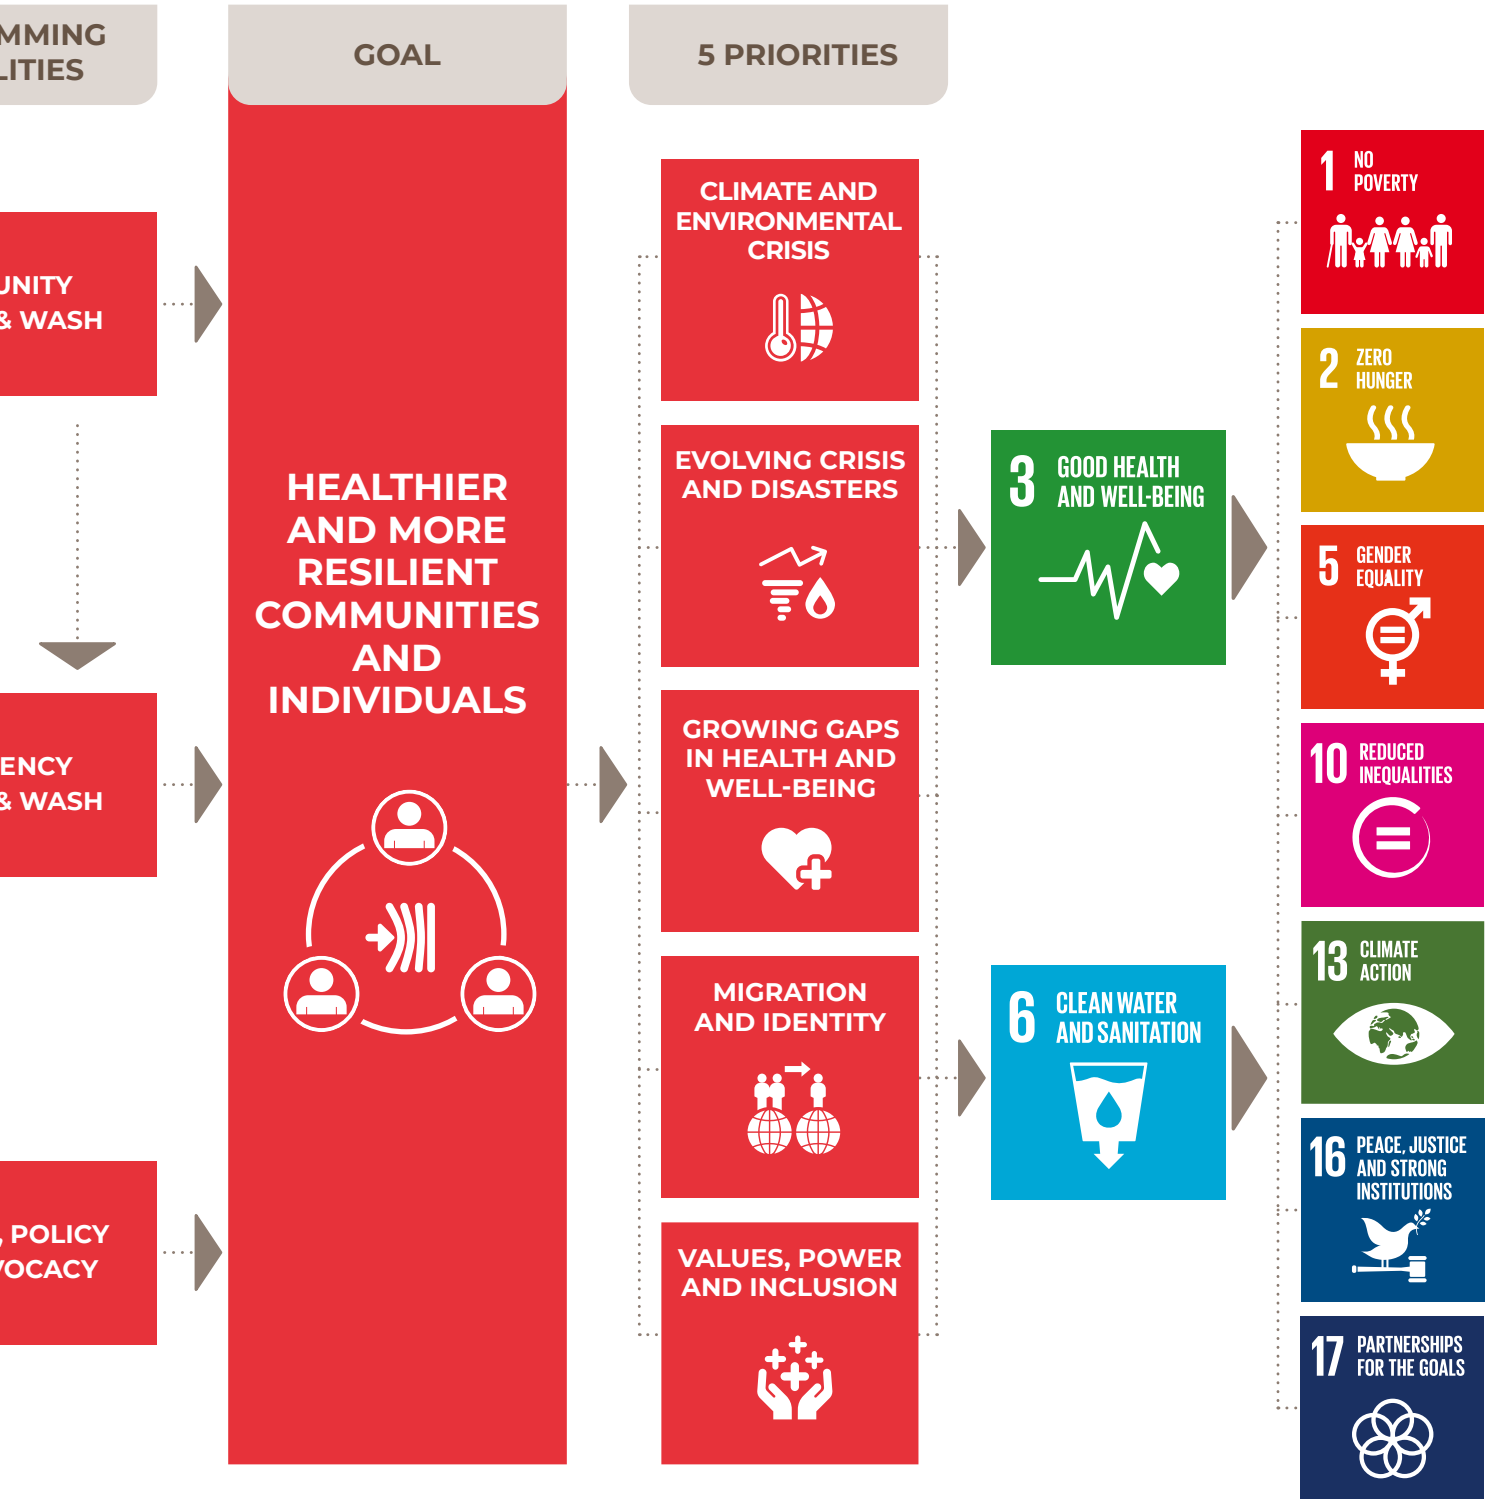 MMING
LITIES
UNITY
& WASH
ENCY
& WASH
, POLICY
VOCACY
GOAL
HEALTHIER
AND MORE
RESILIENT
COMMUNITIES
AND
INDIVIDUALS
5 PRIORITIES
CLIMATE AND
ENVIRONMENTAL
CRISIS
EVOLVING CRISIS
AND DISASTERS
GROWING GAPS
IN HEALTH AND
WELL-BEING
MIGRATION
AND IDENTITY
VALUES, POWER
AND INCLUSION
3 GOOD HEALTH
AND WELL-BEING
6 CLEAN WATER
AND SANITATION
1 NO
POVERTY
2 ZERO
HUNGER
5 GENDER
EQUALITY
10 REDUCED
INEQUALITIES
13 CLIMATE
ACTION
16 PEACE, JUSTICE
AND STRONG
INSTITUTIONS
17 PARTNERSHIPS
FOR THE GOALS